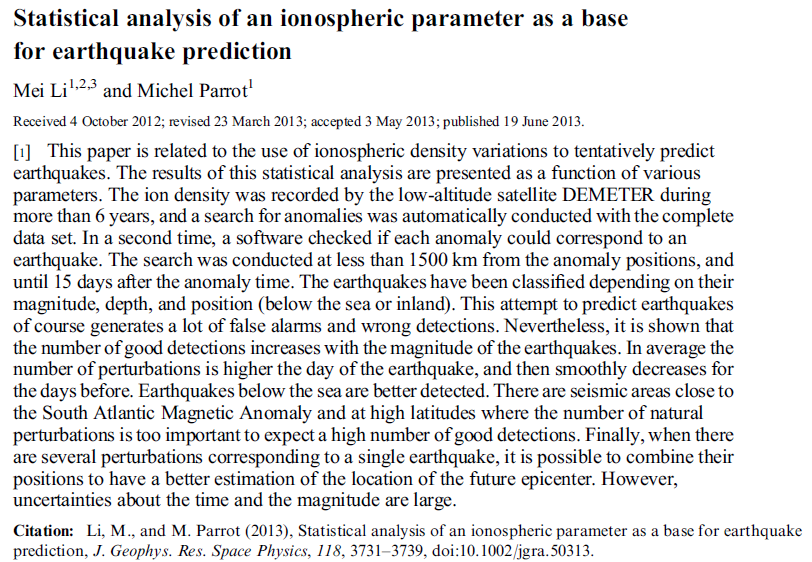 Statistical analysis of an ionospheric parameter as a base
for earthquake prediction
Mei Li1,2,3 and Michel Parrot1
Received 4 October 2012; revised 23 March 2013; accepted 3 May 2013; published 19 June 2013.
[1] This paper is related to the use of ionospheric density variations to tentatively predict
earthquakes. The results of this statistical analysis are presented as a function of various
parameters. The ion density was recorded by the low-altitude satellite DEMETER during
more than 6 years, and a search for anomalies was automatically conducted with the complete
data set. In a second time, a software checked if each anomaly could correspond to an
earthquake. The search was conducted at less than 1500 km from the anomaly positions, and
until 15 days after the anomaly time. The earthquakes have been classified depending on their
magnitude, depth, and position (below the sea or inland). This attempt to predict earthquakes
of course generates a lot of false alarms and wrong detections. Nevertheless, it is shown that
the number of good detections increases with the magnitude of the earthquakes. In average the
number of perturbations is higher the day of the earthquake, and then smoothly decreases for
the days before. Earthquakes below the sea are better detected. There are seismic areas close to
the South Atlantic Magnetic Anomaly and at high latitudes where the number of natural
perturbations is too important to expect a high number of good detections. Finally, when there
are several perturbations corresponding to a single earthquake, it is possible to combine their
positions to have a better estimation of the location of the future epicenter. However,
uncertainties about the time and the magnitude are large.
Citation: Li, M., and M. Parrot (2013), Statistical analysis of an ionospheric parameter as a base for earthquake
prediction, J. Geophys. Res. Space Physics, 118, 3731–3739, doi:10.1002/jgra.50313.